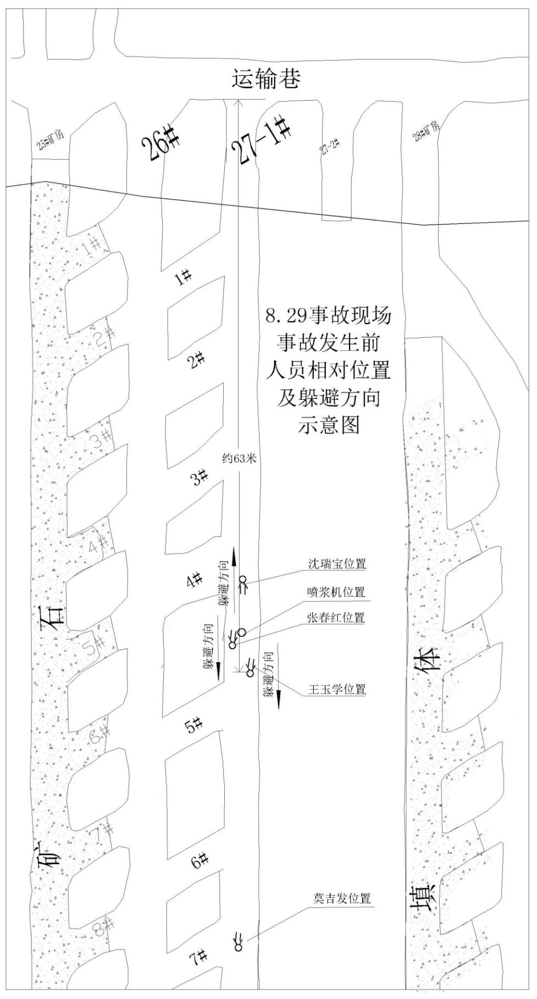 运输巷
25#矿房
26#
27-1#
27-2#
28#矿房
1#
1#
8.29事故现场
事故发生前
人员相对位置
及躲避方向
示意图
2#
2#
3#
约63米
3#
4#
沈瑞宝位置
4#
躲避方向
喷浆机位置
张春红位置
石
5#
躲避方向
体
躲避方向
王玉学位置
5#
6#
7#
矿
6#
填
莫吉发位置
8#
7#